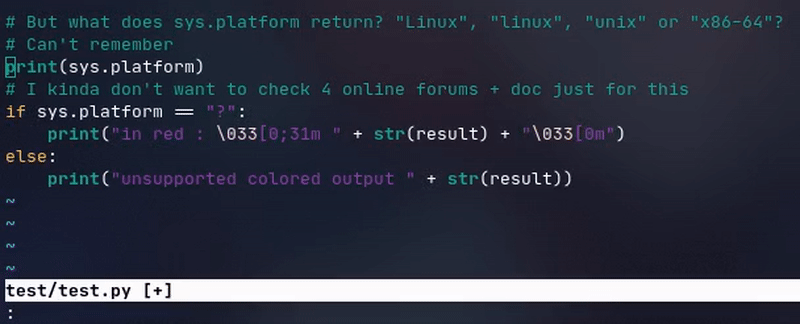 # But what does sys.platform return? "Linux", "linux", "unix" or "x86-64"?
# Can't remember
print(sys.platform)
# I kinda don't want to check 4 online forums + doc just for this
if sys.platform == "?":
    print("in red : \033[0;31m " + str(result) + "\033[0m")
else:
    print("unsupported colored output " + str(result))
~
~
~
~
test/test.py [+]
: